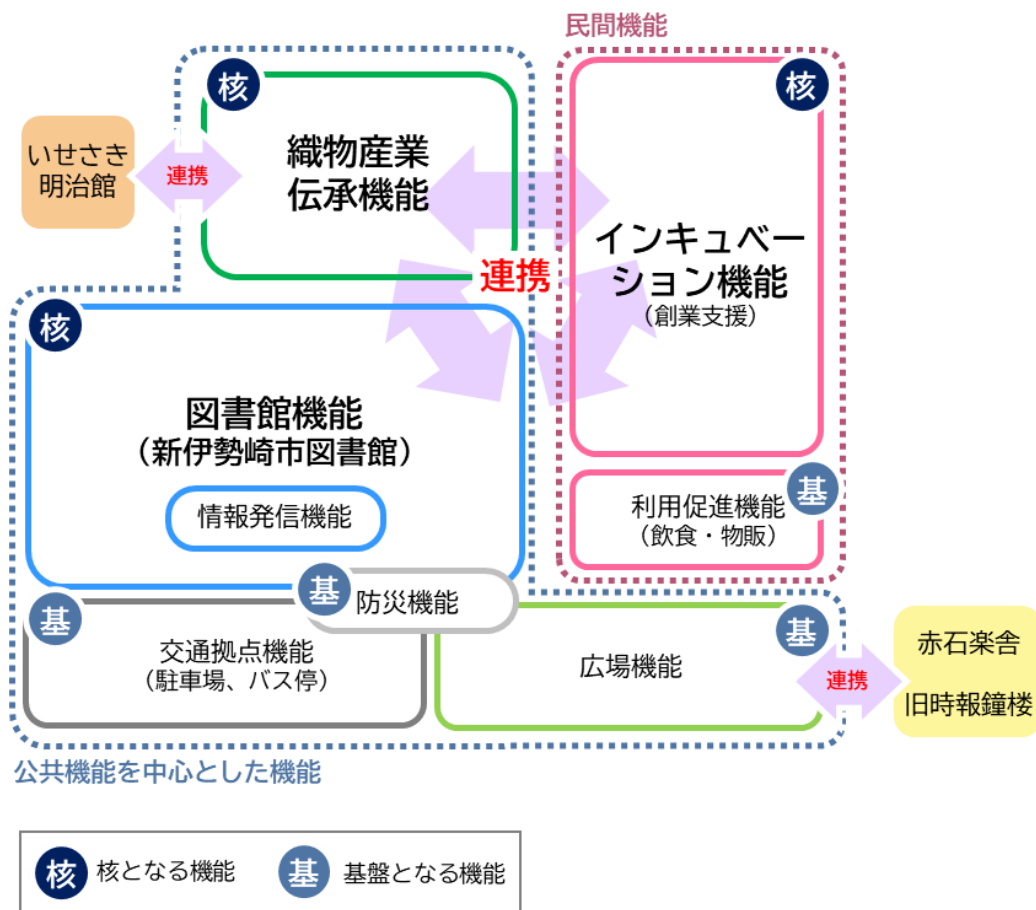 民間機能
核
核
織物産業
伝承機能
いせさき
明治館
連携
インキュベー
ション機能
(創業支援)
連携
核
図書館機能
(新伊勢崎市図書館)
情報発信機能
基
利用促進機能
(飲食・物販)
基
防災機能
基
交通拠点機能
(駐車場、バス停)
基
広場機能
連携
赤石楽舎
旧時報鐘楼
公共機能を中心とした機能
核 核となる機能
基 基盤となる機能